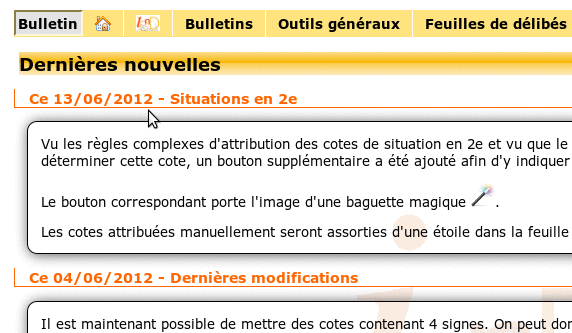 Bulletin Bulletins Outils généraux Feuilles de délibés
Dernières nouvelles
Ce 13/06/2012 - Situations en 2e
Vu les règles complexes d'attribution des cotes de situation en 2e et vu que le
déterminer cette cote, un bouton supplémentaire a été ajouté afin d'y indiquer
Le bouton correspondant porte l'image d'une baguette magique .
Les cotes attribuées manuellement seront assorties d'une étoile dans la feuille
Ce 04/06/2012 - Dernières modifications
Il est maintenant possible de mettre des cotes contenant 4 signes. On peut don